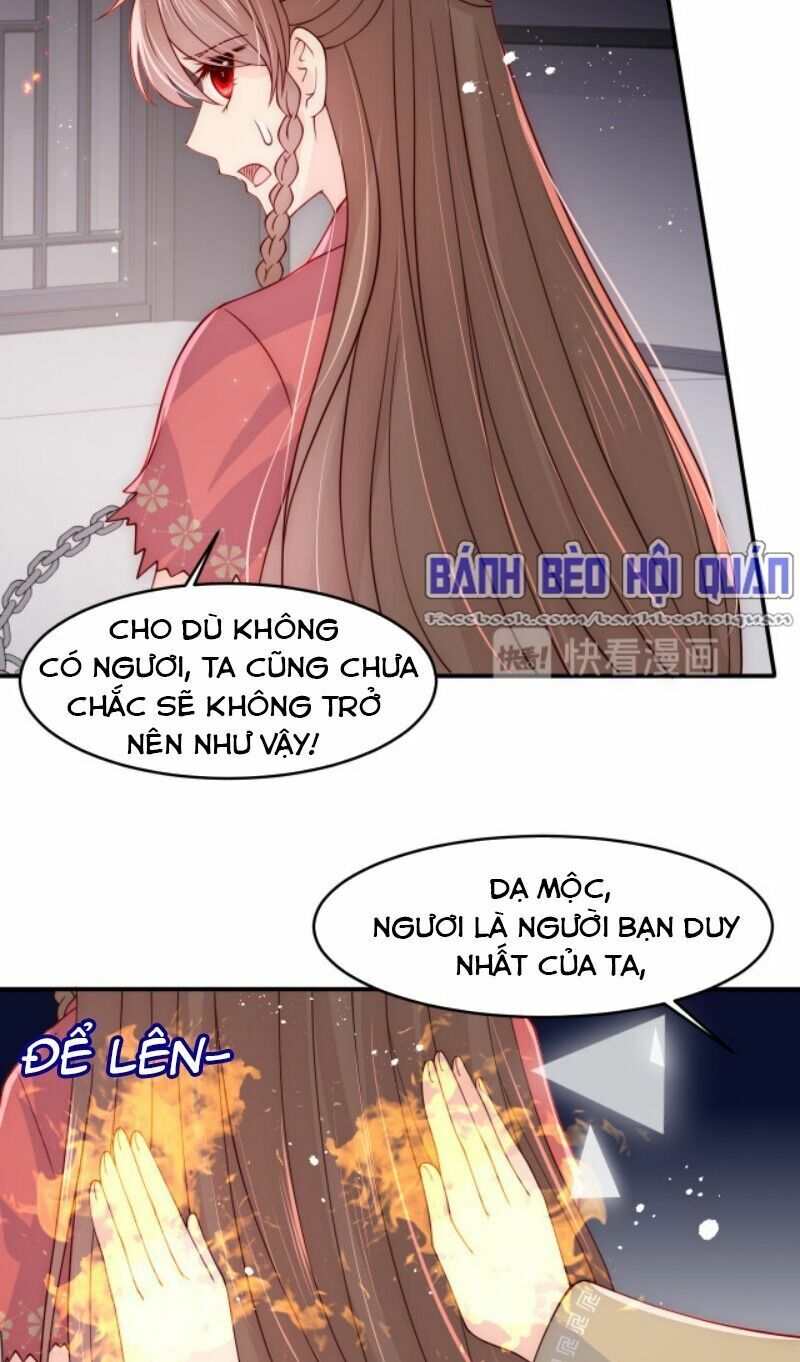 BÁNH BÈO HỘI QUÁN
Facebook.com/banhbeohoiquan
快看! 快看漫画
CHO DÙ KHÔNG
CÓ NGƯƠI, TA CŨNG CHƯA
CHẮC SẼ KHÔNG TRỞ
NÊN NHƯ VẬY!
DẠ MỘC,
NGƯƠI LÀ NGƯỜI BẠN DUY
NHẤT CỦA TA,
ĐỂ LÊN-